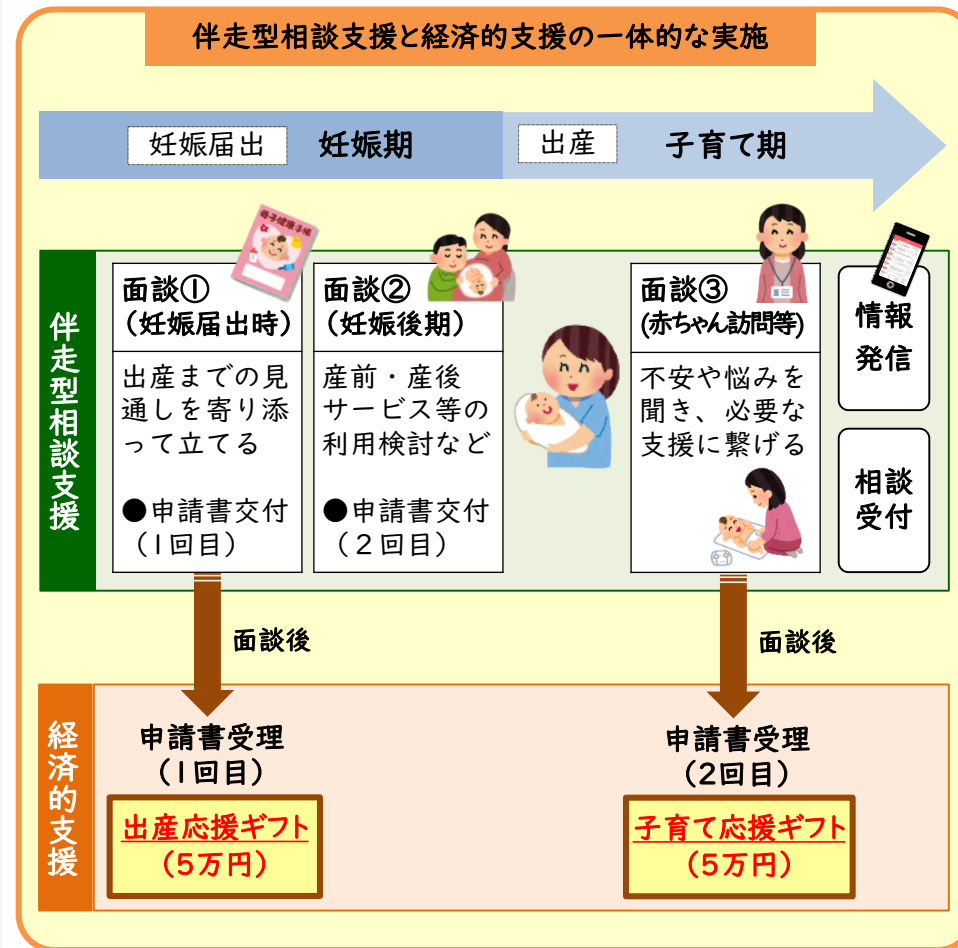 伴走型相談支援と経済的支援の一体的な実施
妊娠届出
妊娠期
出産
子育て期
伴走型相談支援
母子健康手帳
面談①
(妊娠届出時)
出産までの見
通しを寄り添
って立てる
●申請書交付
(1回目)
面談②
(妊娠後期)
産前・産後
サービス等の
利用検討など
●申請書交付
(2回目)
面談③
(赤ちゃん訪問等)
不安や悩みを
聞き、必要な
支援に繋げる
情報
発信
相談
受付
面談後
面談後
経済的支援
申請書受理
(1回目)
出産応援ギフト
(5万円)
申請書受理
(2回目)
子育て応援ギフト
(5万円)